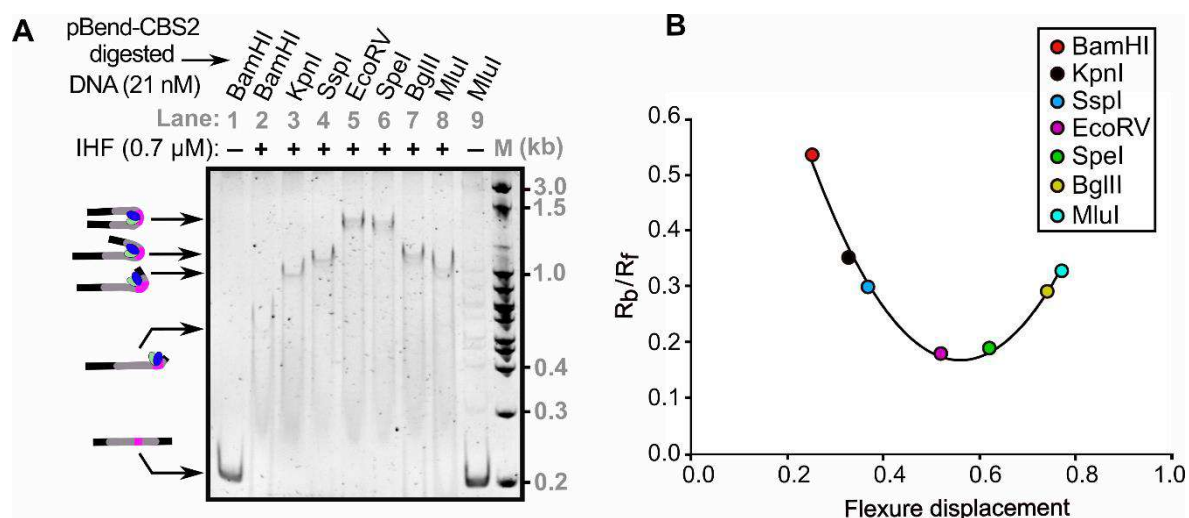 A
pBend-CBS2
digested
DNA (21 nM)
BamHI
BamHI
KpnI
SspI
EcoRV
SpeI
BglII
MluI
MluI
Lane: 1 2 3 4 5 6 7 8 9
IHF (0.7 µM): – + + + + + + + – M (kb)
3.0
1.5
1.0
0.4
0.3
0.2
B
BamHI
KpnI
SspI
EcoRV
SpeI
BglII
MluI
0.6
0.5
0.4
0.3
0.2
0.1
0.0
Rb/Rf
0.0 0.2 0.4 0.6 0.8 1.0
Flexure displacement